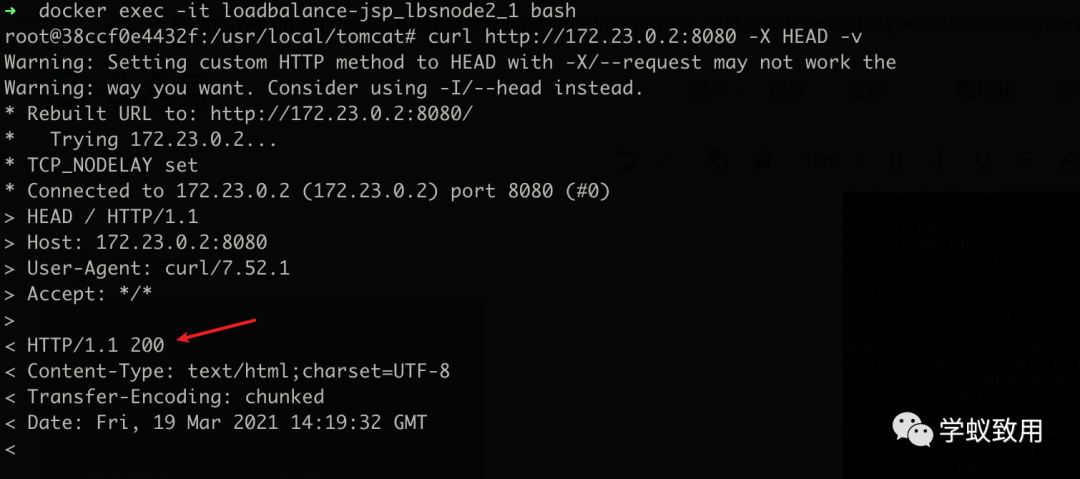 ➜ docker exec -it loadbalance-jsp_lbsnode2_1 bash
root@38ccf0e4432f:/usr/local/tomcat# curl http://172.23.0.2:8080 -X HEAD -v
Warning: Setting custom HTTP method to HEAD with -X/--request may not work the
Warning: way you want. Consider using -I/--head instead.
* Rebuilt URL to: http://172.23.0.2:8080/
*   Trying 172.23.0.2...
* TCP_NODELAY set
* Connected to 172.23.0.2 (172.23.0.2) port 8080 (#0)
> HEAD / HTTP/1.1
> Host: 172.23.0.2:8080
> User-Agent: curl/7.52.1
> Accept: */*
>
< HTTP/1.1 200
< Content-Type: text/html;charset=UTF-8
< Transfer-Encoding: chunked
< Date: Fri, 19 Mar 2021 14:19:32 GMT
<
学蚁致用